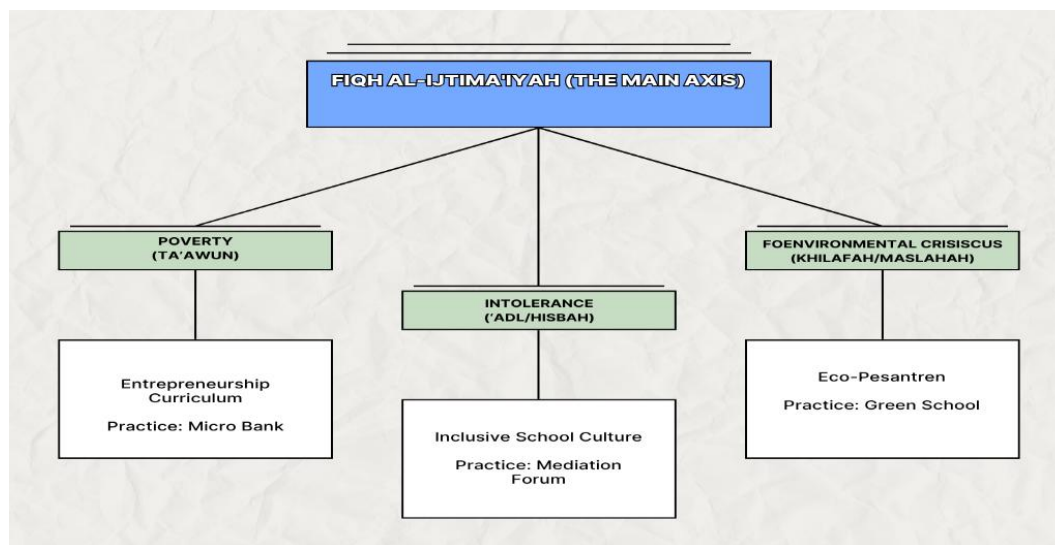 FIQH AL-IJTIMA'IYAH (THE MAIN AXIS)
POVERTY
(TA'AWUN)
Entrepreneurship
Curriculum
Practice: Micro Bank
INTOLERANCE
('ADL/HISBAH)
Inclusive School Culture
Practice: Mediation
Forum
FOENVIRONMENTAL CRISISCUS
(KHILAFAH/MASLAHAH)
Eco-Pesantren
Practice: Green School